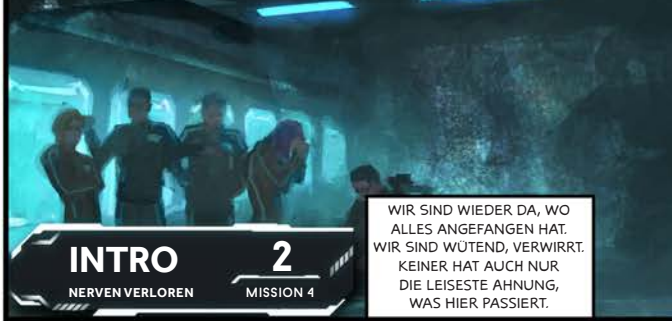 INTRO
NERVEN VERLOREN
2
MISSION 4
WIR SIND WIEDER DA, WO
ALLES ANGEFANGEN HAT.
WIR SIND WÜTEND, VERWIRRT.
KEINER HAT AUCH NUR
DIE LEISESTE AHNUNG,
WAS HIER PASSIERT.